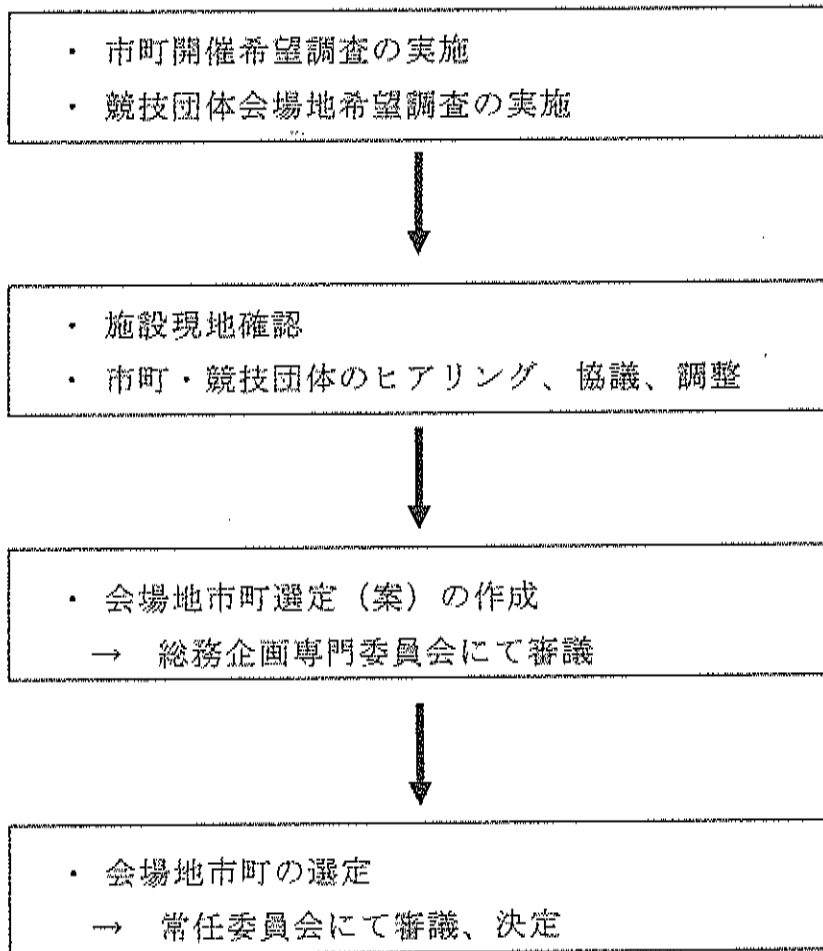 ・ 市町開催希望調査の実施
・ 競技団体会場地希望調査の実施
・ 施設現地確認
・ 市町・競技団体のヒアリング、協議、調整
・ 会場地市町選定（案）の作成
→ 総務企画専門委員会にて審議
・ 会場地市町の選定
→ 常任委員会にて審議、決定